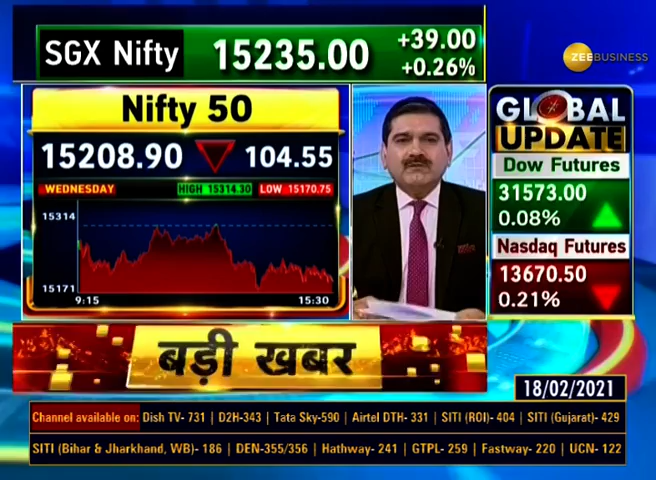 SGX Nifty 15235.00 +39.00
+0.26%
ZEE BUSINESS
Nifty 50
15208.90 104.55
WEDNESDAY HIGH 15314.30 LOW 15170.75
15314
15171
9:15 15:30
GLOBAL
UPDATE
Dow Futures
31573.00
0.08%
Nasdaq Futures
13670.50
0.21%
बड़ी खबर
18/02/2021
Channel available on: Dish TV- 731 | D2H-343 | Tata Sky-590 | Airtel DTH- 331 | SITI (ROI)- 404 | SITI (Gujarat)- 429
SITI (Bihar & Jharkhand, WB)- 186 | DEN-355/356 | Hathway- 241 | GTPL- 259 | Fastway- 220 | UCN- 122